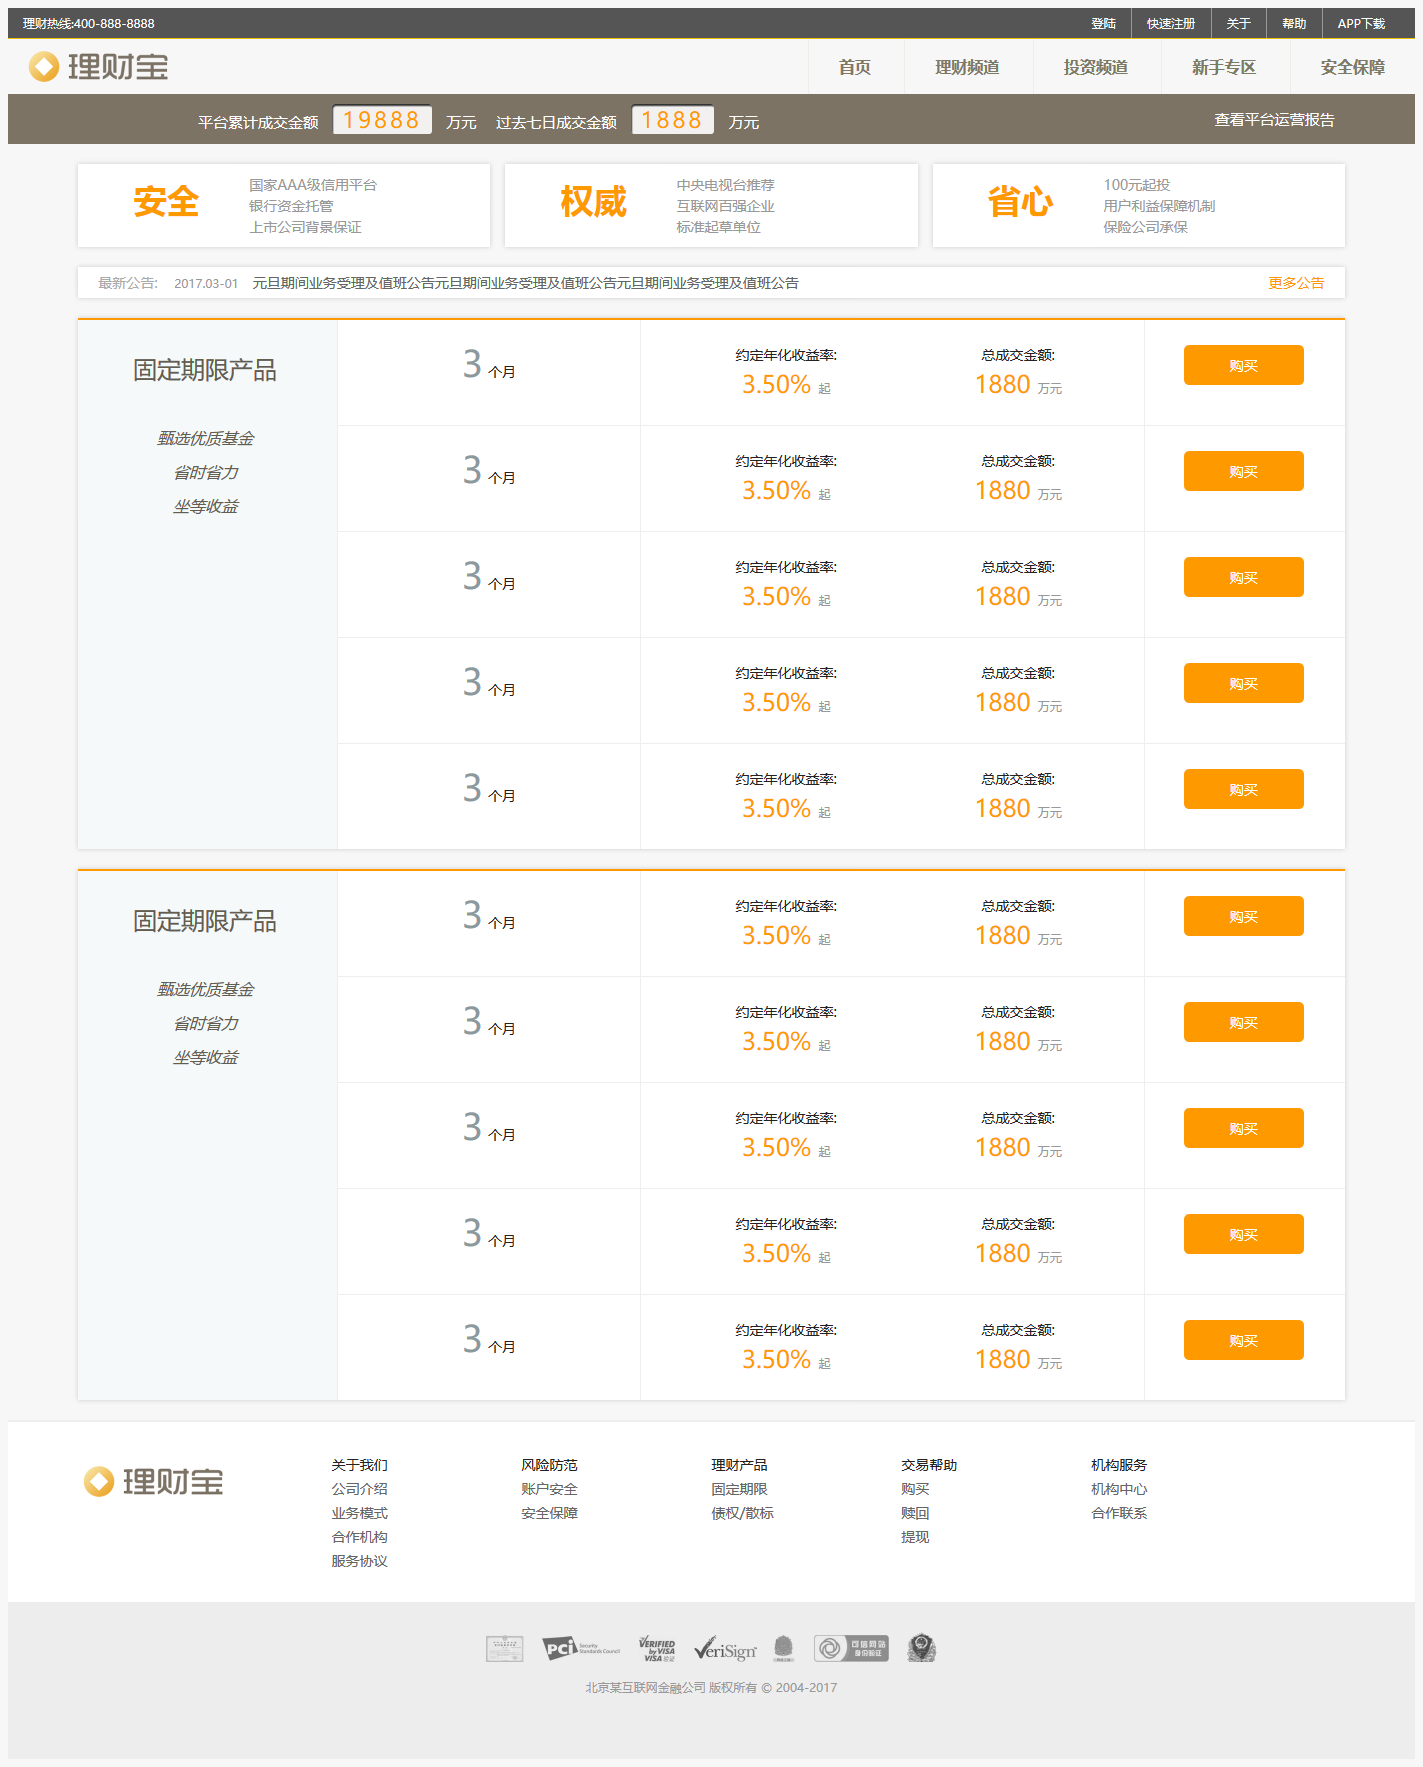 理财热线:400-888-8888
登陆 快速注册 关于 帮助 APP下载
理财宝
首页 理财频道 投资频道 新手专区 安全保障
平台累计成交金额 19888 万元 过去七日成交金额 1888 万元 查看平台运营报告
安全
国家AAA级信用平台
银行资金托管
上市公司背景保证
权威
中央电视台推荐
互联网百强企业
标准起草单位
省心
100元起投
用户利益保障机制
保险公司承保
最新公告: 2017.03-01 元旦期间业务受理及值班公告元旦期间业务受理及值班公告元旦期间业务受理及值班公告 更多公告
固定期限产品
甄选优质基金
省时省力
坐等收益
3 个月
约定年化收益率: 总成交金额:
3.50% 起 1880 万元
购买
3 个月
约定年化收益率: 总成交金额:
3.50% 起 1880 万元
购买
3 个月
约定年化收益率: 总成交金额:
3.50% 起 1880 万元
购买
3 个月
约定年化收益率: 总成交金额:
3.50% 起 1880 万元
购买
3 个月
约定年化收益率: 总成交金额:
3.50% 起 1880 万元
购买
固定期限产品
甄选优质基金
省时省力
坐等收益
3 个月
约定年化收益率: 总成交金额:
3.50% 起 1880 万元
购买
3 个月
约定年化收益率: 总成交金额:
3.50% 起 1880 万元
购买
3 个月
约定年化收益率: 总成交金额:
3.50% 起 1880 万元
购买
3 个月
约定年化收益率: 总成交金额:
3.50% 起 1880 万元
购买
3 个月
约定年化收益率: 总成交金额:
3.50% 起 1880 万元
购买
理财宝
关于我们
公司介绍
业务模式
合作机构
服务协议
风险防范
账户安全
安全保障
理财产品
固定期限
债权/散标
交易帮助
购买
赎回
提现
机构服务
机构中心
合作联系
PCi Security
Standards Council
VERIFIED
by VISA
VISA 验证
VeriSign
可信网站
身份验证
北京某互联网金融公司 版权所有 © 2004-2017